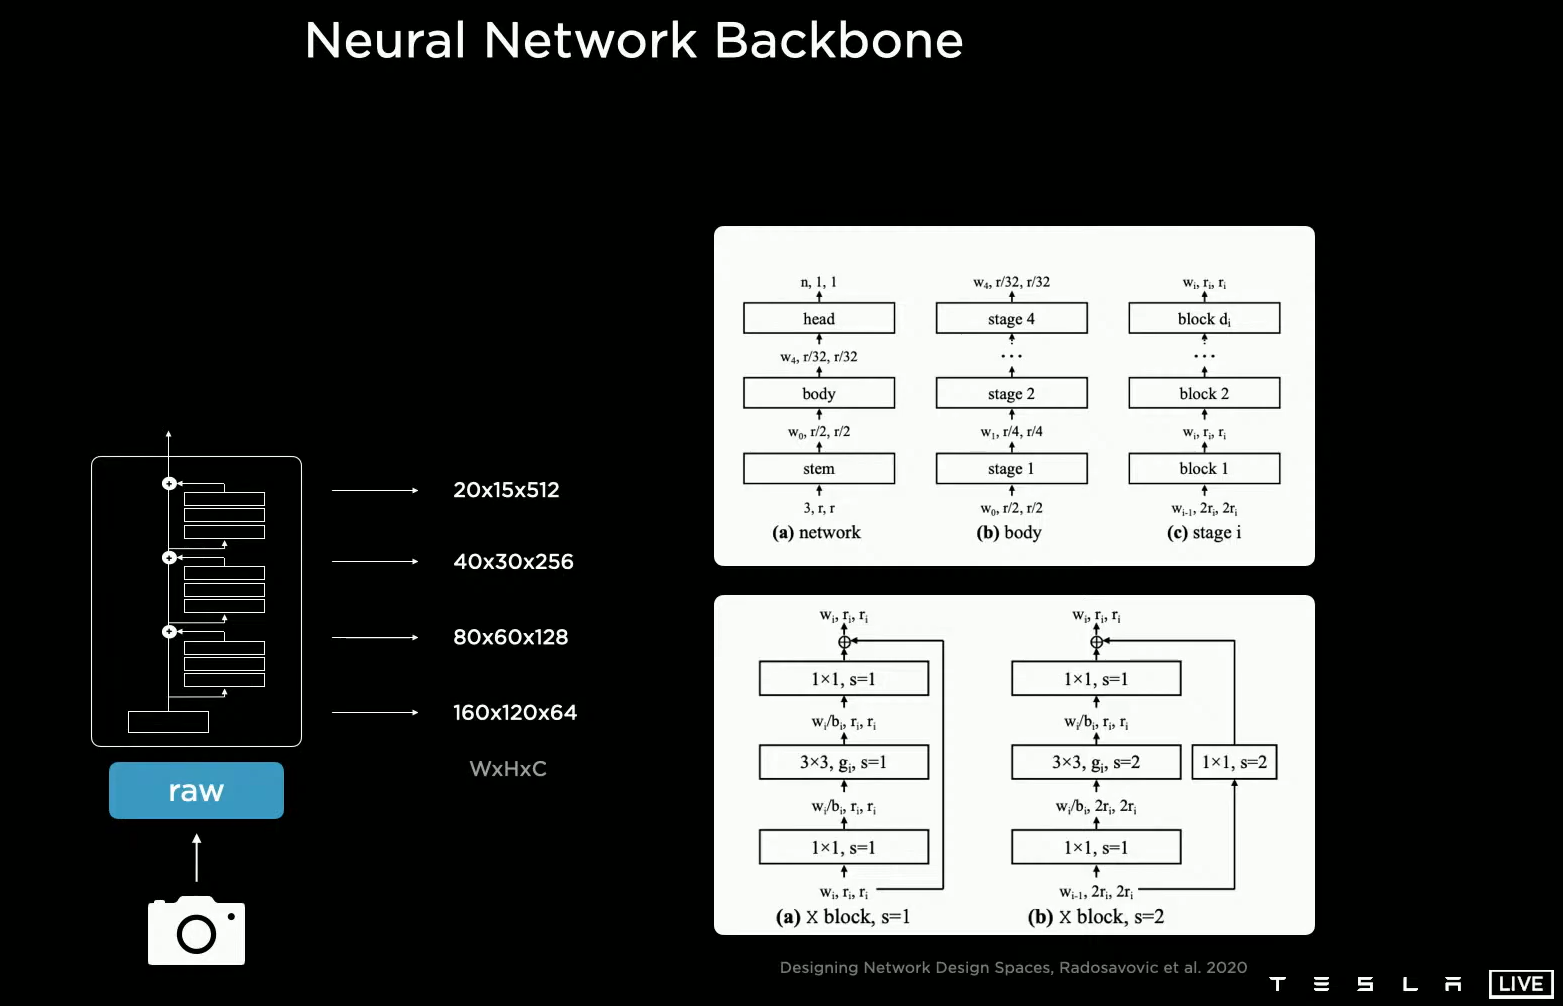 Neural Network Backbone
20x15x512
40x30x256
80x60x128
160x120x64
WxHxC
raw
n, 1, 1
head
w₄, r/32, r/32
body
w₀, r/2, r/2
stem
3, r, r
(a) network
w₄, r/32, r/32
stage 4
...
stage 2
w₁, r/4, r/4
stage 1
w₀, r/2, r/2
(b) body
wᵢ, rᵢ, rᵢ
block dᵢ
...
block 2
wᵢ, rᵢ, rᵢ
block 1
wᵢ₋₁, 2rᵢ, 2rᵢ
(c) stage i
wᵢ, rᵢ, rᵢ
1×1, s=1
wᵢ/bᵢ, rᵢ, rᵢ
3×3, gᵢ, s=1
wᵢ/bᵢ, rᵢ, rᵢ
1×1, s=1
wᵢ, rᵢ, rᵢ
(a) X block, s=1
wᵢ, rᵢ, rᵢ
1×1, s=1
wᵢ/bᵢ, rᵢ, rᵢ
3×3, gᵢ, s=2
1×1, s=2
wᵢ/bᵢ, 2rᵢ, 2rᵢ
1×1, s=1
wᵢ₋₁, 2rᵢ, 2rᵢ
(b) X block, s=2
Designing Network Design Spaces, Radosavovic et al. 2020
TESLA LIVE